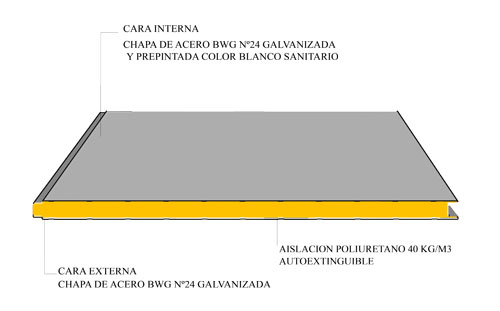 CARA INTERNA
CHAPA DE ACERO BWG Nº24 GALVANIZADA
Y PREPINTADA COLOR BLANCO SANITARIO
AISLACION POLIURETANO 40 KG/M3
AUTOEXTINGUIBLE
CARA EXTERNA
CHAPA DE ACERO BWG Nº24 GALVANIZADA